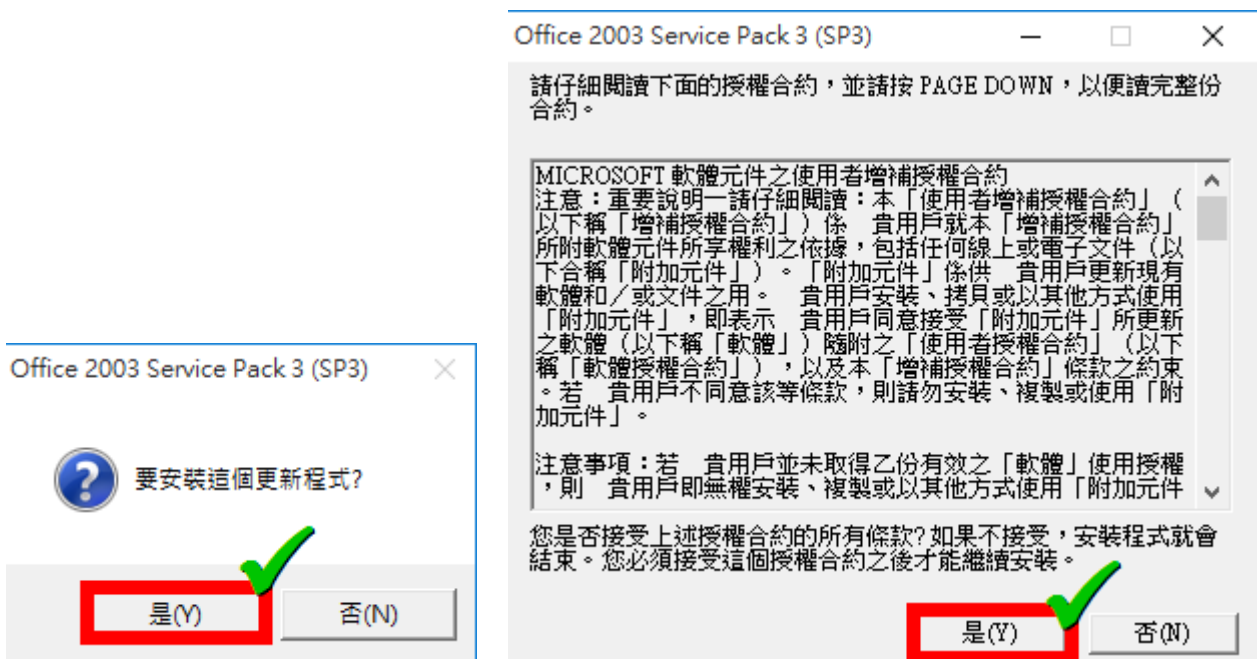 Office 2003 Service Pack 3 (SP3)
要安裝這個更新程式?
是(Y)
否(N)
Office 2003 Service Pack 3 (SP3)
請仔細閱讀下面的授權合約，並請按 PAGE DOWN，以便讀完整份
合約。
MICROSOFT 軟體元件之使用者增補授權合約
注意：重要說明—請仔細閱讀：本「使用者增補授權合約」（
以下稱「增補授權合約」）係　貴用戶就本「增補授權合約」
所附軟體元件所享權利之依據，包括任何線上或電子文件（以
下合稱「附加元件」）。「附加元件」係供　貴用戶更新現有
軟體和／或文件之用。　貴用戶安裝、拷貝或以其他方式使用
「附加元件」，即表示　貴用戶同意接受「附加元件」所更新
之軟體（以下稱「軟體」）隨附之「使用者授權合約」（以下
稱「軟體授權合約」），以及本「增補授權合約」條款之約束
。若　貴用戶不同意該等條款，則請勿安裝、複製或使用「附
加元件」。
注意事項：若　貴用戶並未取得乙份有效之「軟體」使用授權
，則　貴用戶即無權安裝、複製或以其他方式使用「附加元件
您是否接受上述授權合約的所有條款? 如果不接受，安裝程式就會
結束。您必須接受這個授權合約之後才能繼續安裝。
是(Y)
否(N)